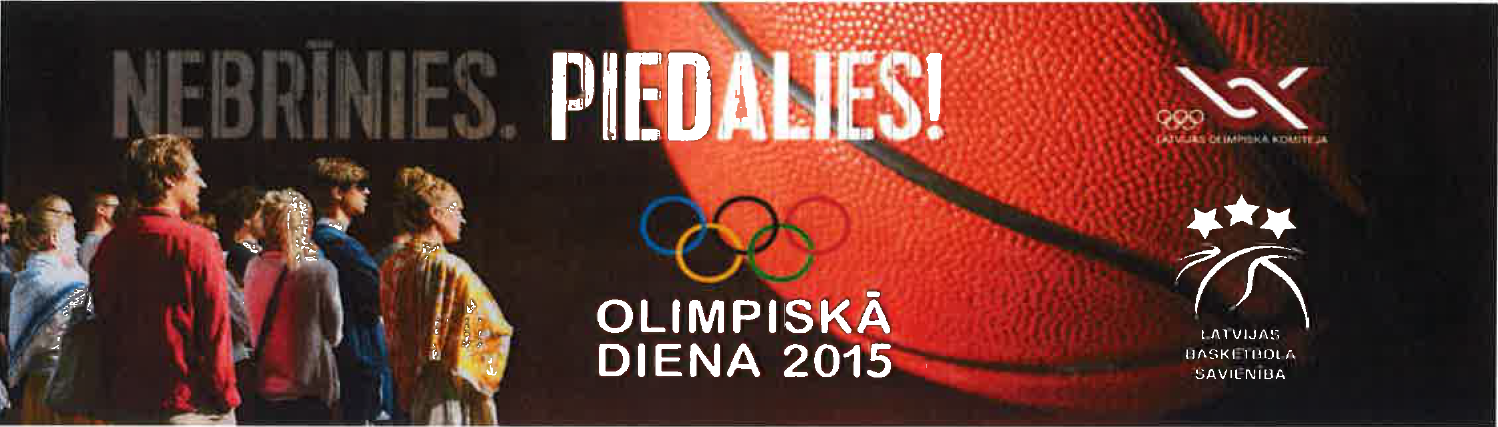 NEBRĪNIES. PIEDALIES!
LATVIJAS OLIMPISKĀ KOMITEJA
OLIMPISKĀ
DIENA 2015
LATVIJAS
BASKETBOLA
SAVIENĪBA